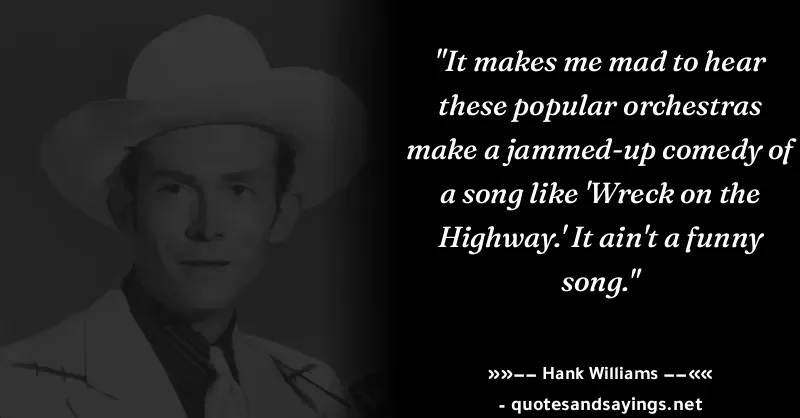 "It makes me mad to hear
these popular orchestras
make a jammed-up comedy of
a song like 'Wreck on the
Highway.' It ain't a funny
song."
»»−− Hank Williams −−««
- quotesandsayings.net